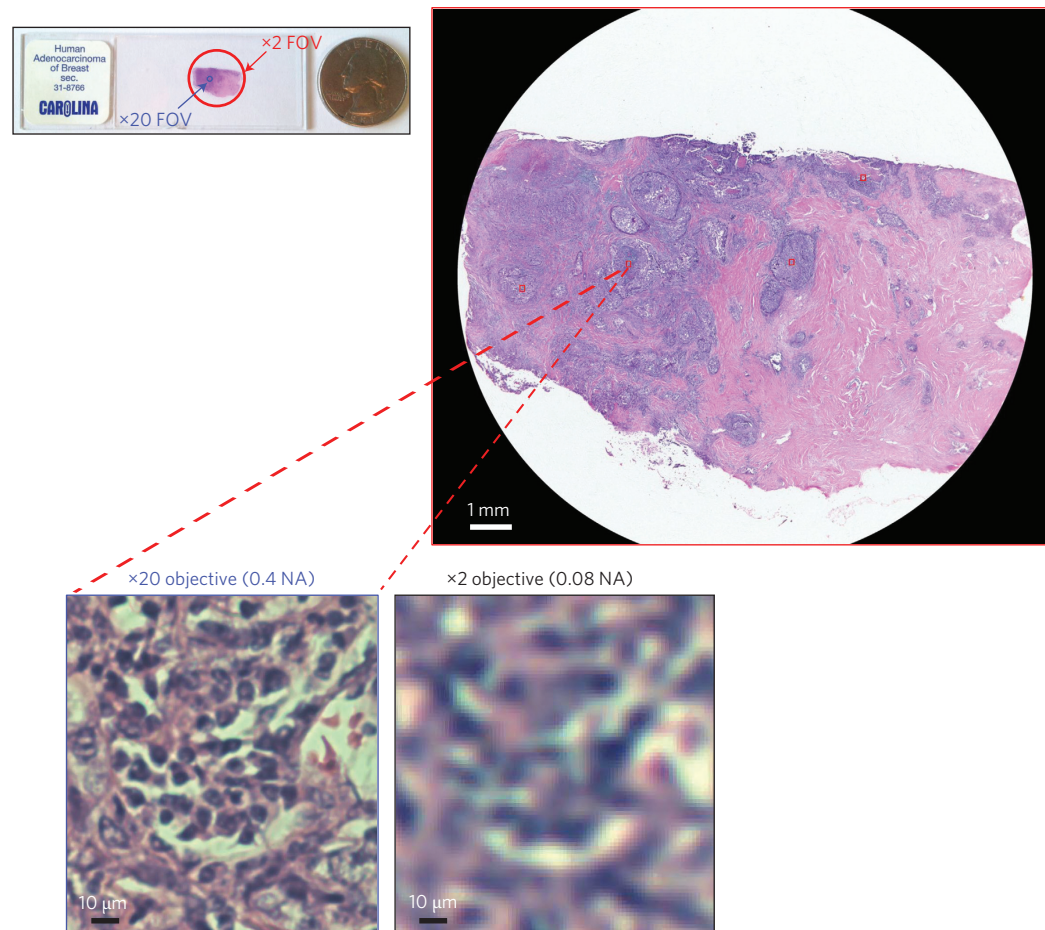 Human
Adenocarcinoma
of Breast
sec.
31-8766
CAROLINA
×2 FOV
×20 FOV
LIBERTY
1 mm
×20 objective (0.4 NA)
×2 objective (0.08 NA)
10 μm
10 μm